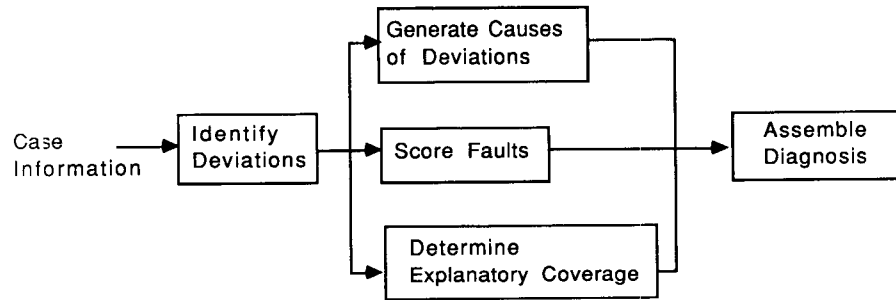 Case
Information
Identify
Deviations
Generate Causes
of Deviations
Score Faults
Determine
Explanatory Coverage
Assemble
Diagnosis